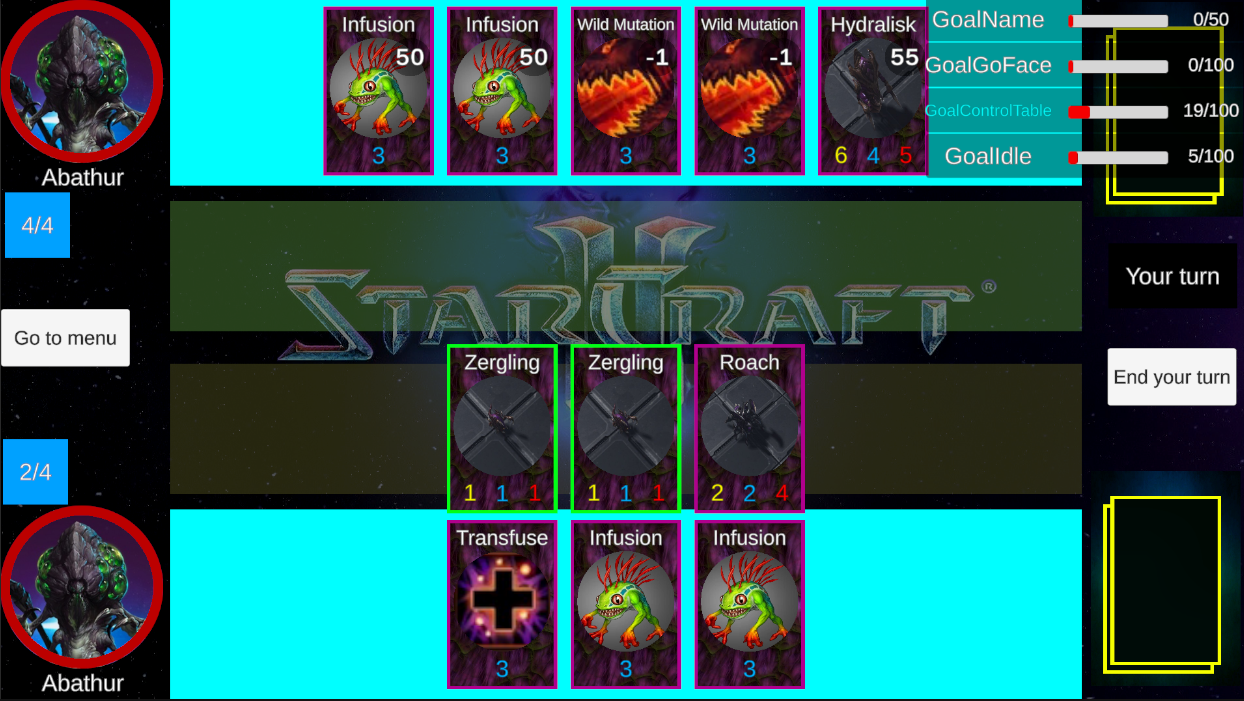 Infusion
50
3
Infusion
50
3
Wild Mutation
-1
3
Wild Mutation
-1
3
Hydralisk
55
6 4 5
GoalName 0/50
GoalGoFace 0/100
GoalControlTable 19/100
GoalIdle 5/100
Abathur
4/4
STARCRAFT II ®
Your turn
Go to menu
End your turn
Zergling
1 1 1
Zergling
1 1 1
Roach
2 2 4
2/4
Abathur
Transfuse
3
Infusion
3
Infusion
3